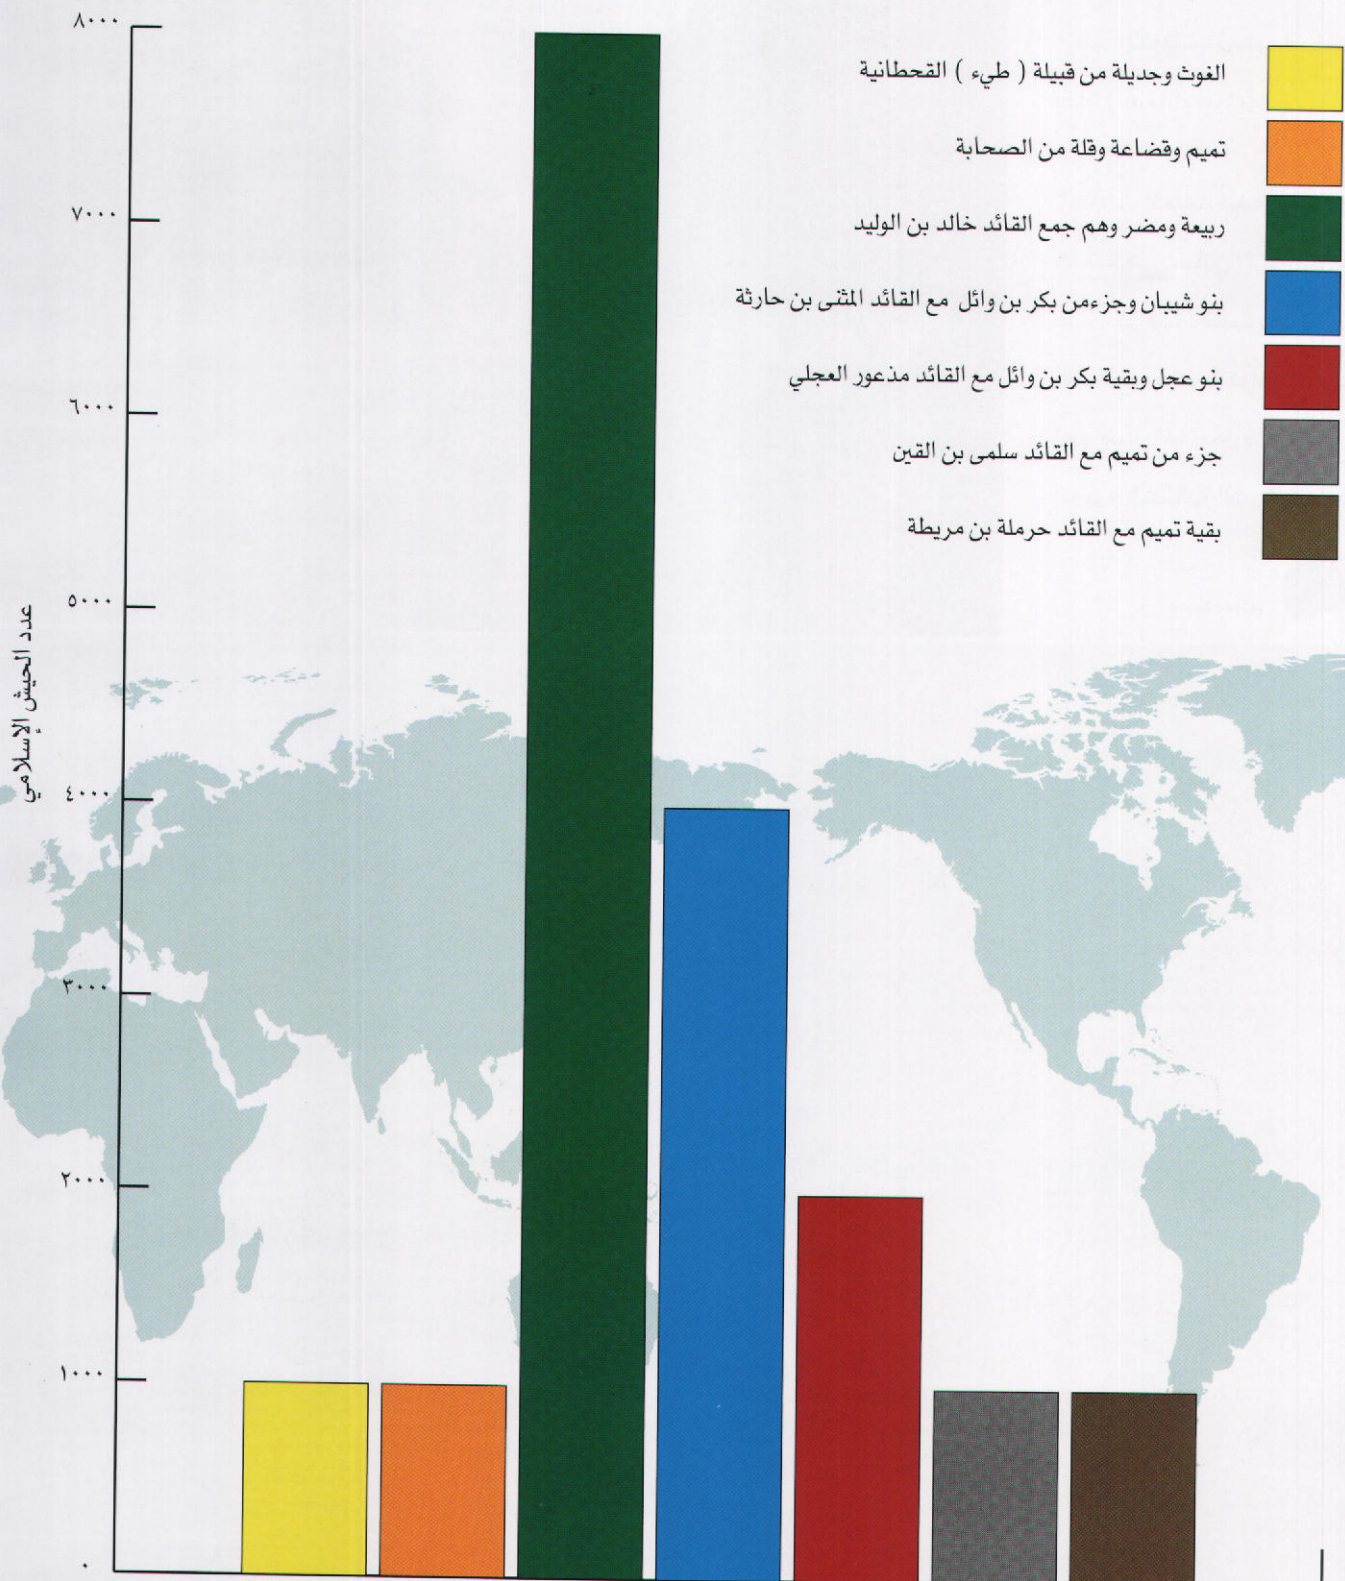 الغوث وجديلة من قبيلة ( طيء ) القحطانية
تميم وقضاعة وقلة من الصحابة
ربيعة ومضر وهم جمع القائد خالد بن الوليد
بنو شيبان وجزءمن بكر بن وائل مع القائد المثنى بن حارثة
بنو عجل وبقية بكر بن وائل مع القائد مذعور العجلي
جزء من تميم مع القائد سلمى بن القين
بقية تميم مع القائد حرملة بن مريطة
عدد الحيش الإسلامي
٨٠٠٠
٧٠٠٠
٦٠٠٠
٥٠٠٠
٤٠٠٠
٣٠٠٠
٢٠٠٠
١٠٠٠
٠